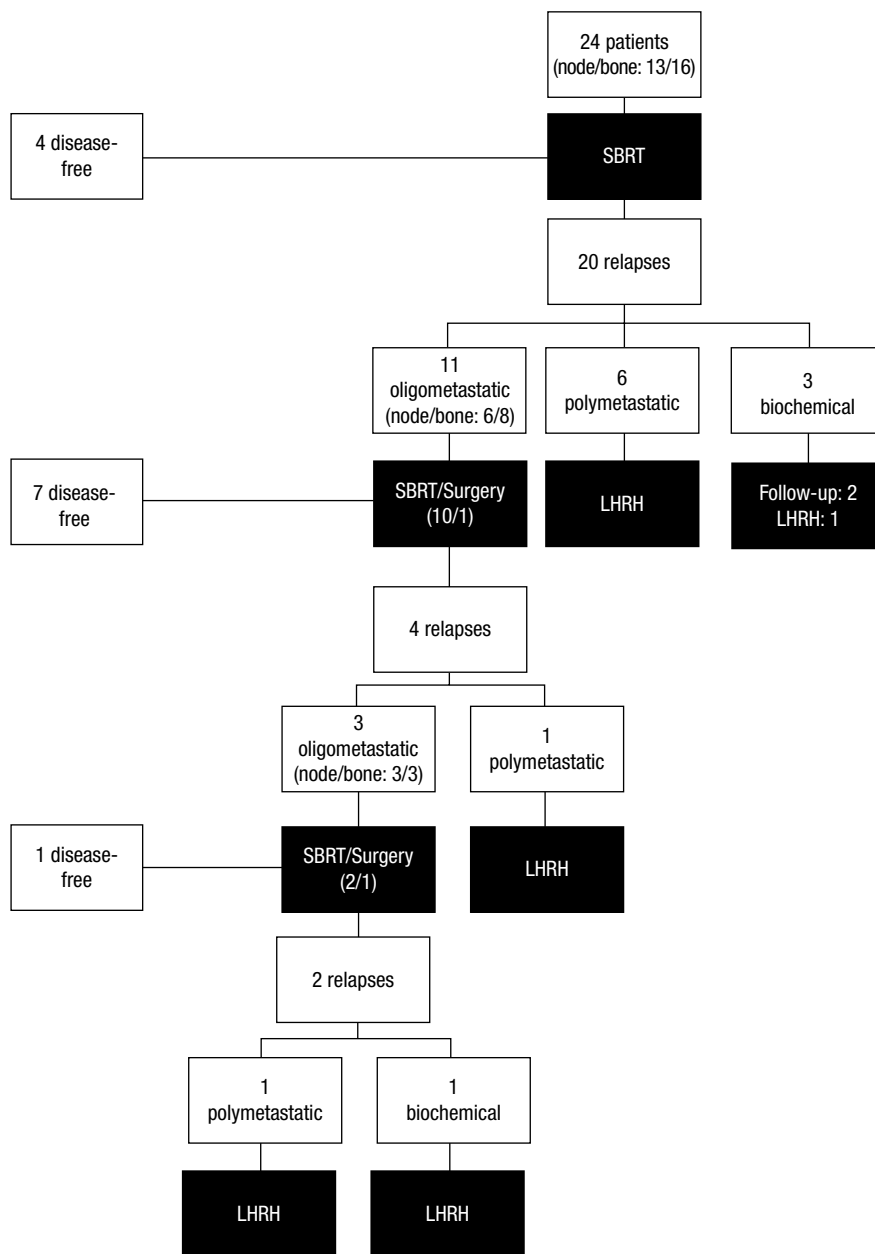 24 patients
(node/bone: 13/16)
4 disease-
free
SBRT
20 relapses
11
oligometastatic
(node/bone: 6/8)
6
polymetastatic
3
biochemical
7 disease-
free
SBRT/Surgery
(10/1)
LHRH
Follow-up: 2
LHRH: 1
4 relapses
3
oligometastatic
(node/bone: 3/3)
1
polymetastatic
1 disease-
free
SBRT/Surgery
(2/1)
LHRH
2 relapses
1
polymetastatic
1
biochemical
LHRH
LHRH